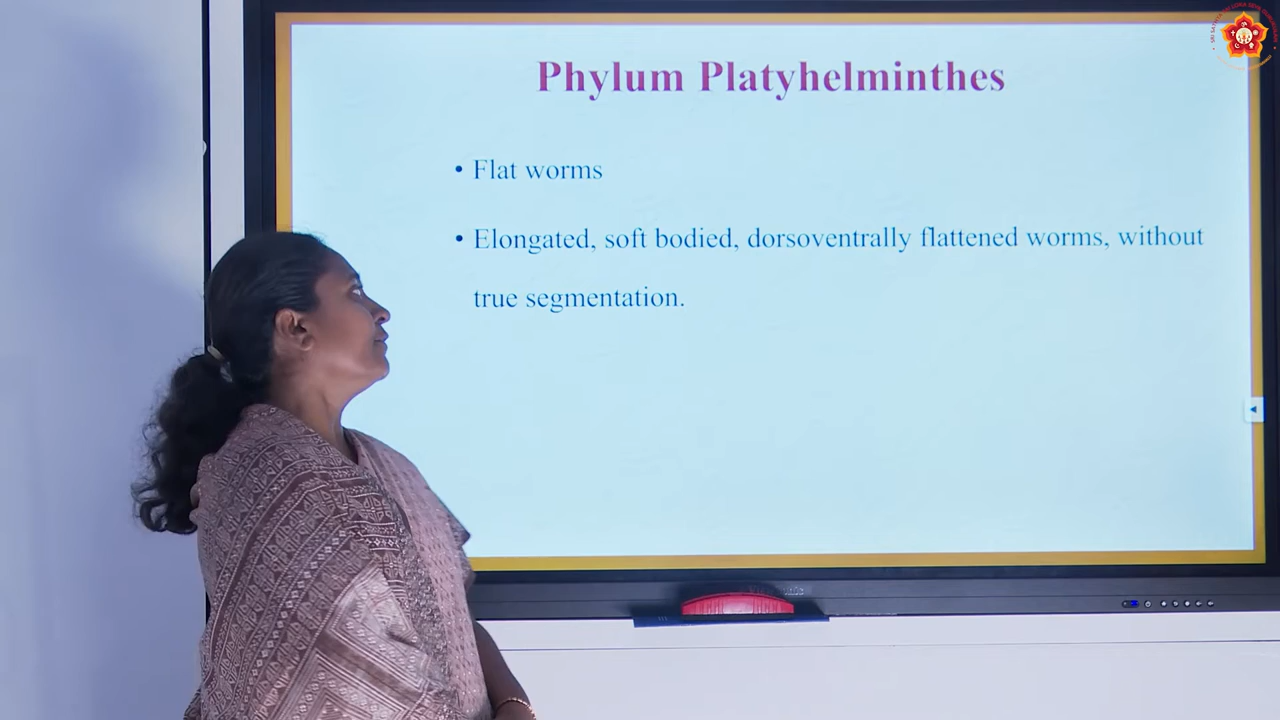 Phylum Platyhelminthes
• Flat worms
• Elongated, soft bodied, dorsoventrally flattened worms, without
true segmentation.